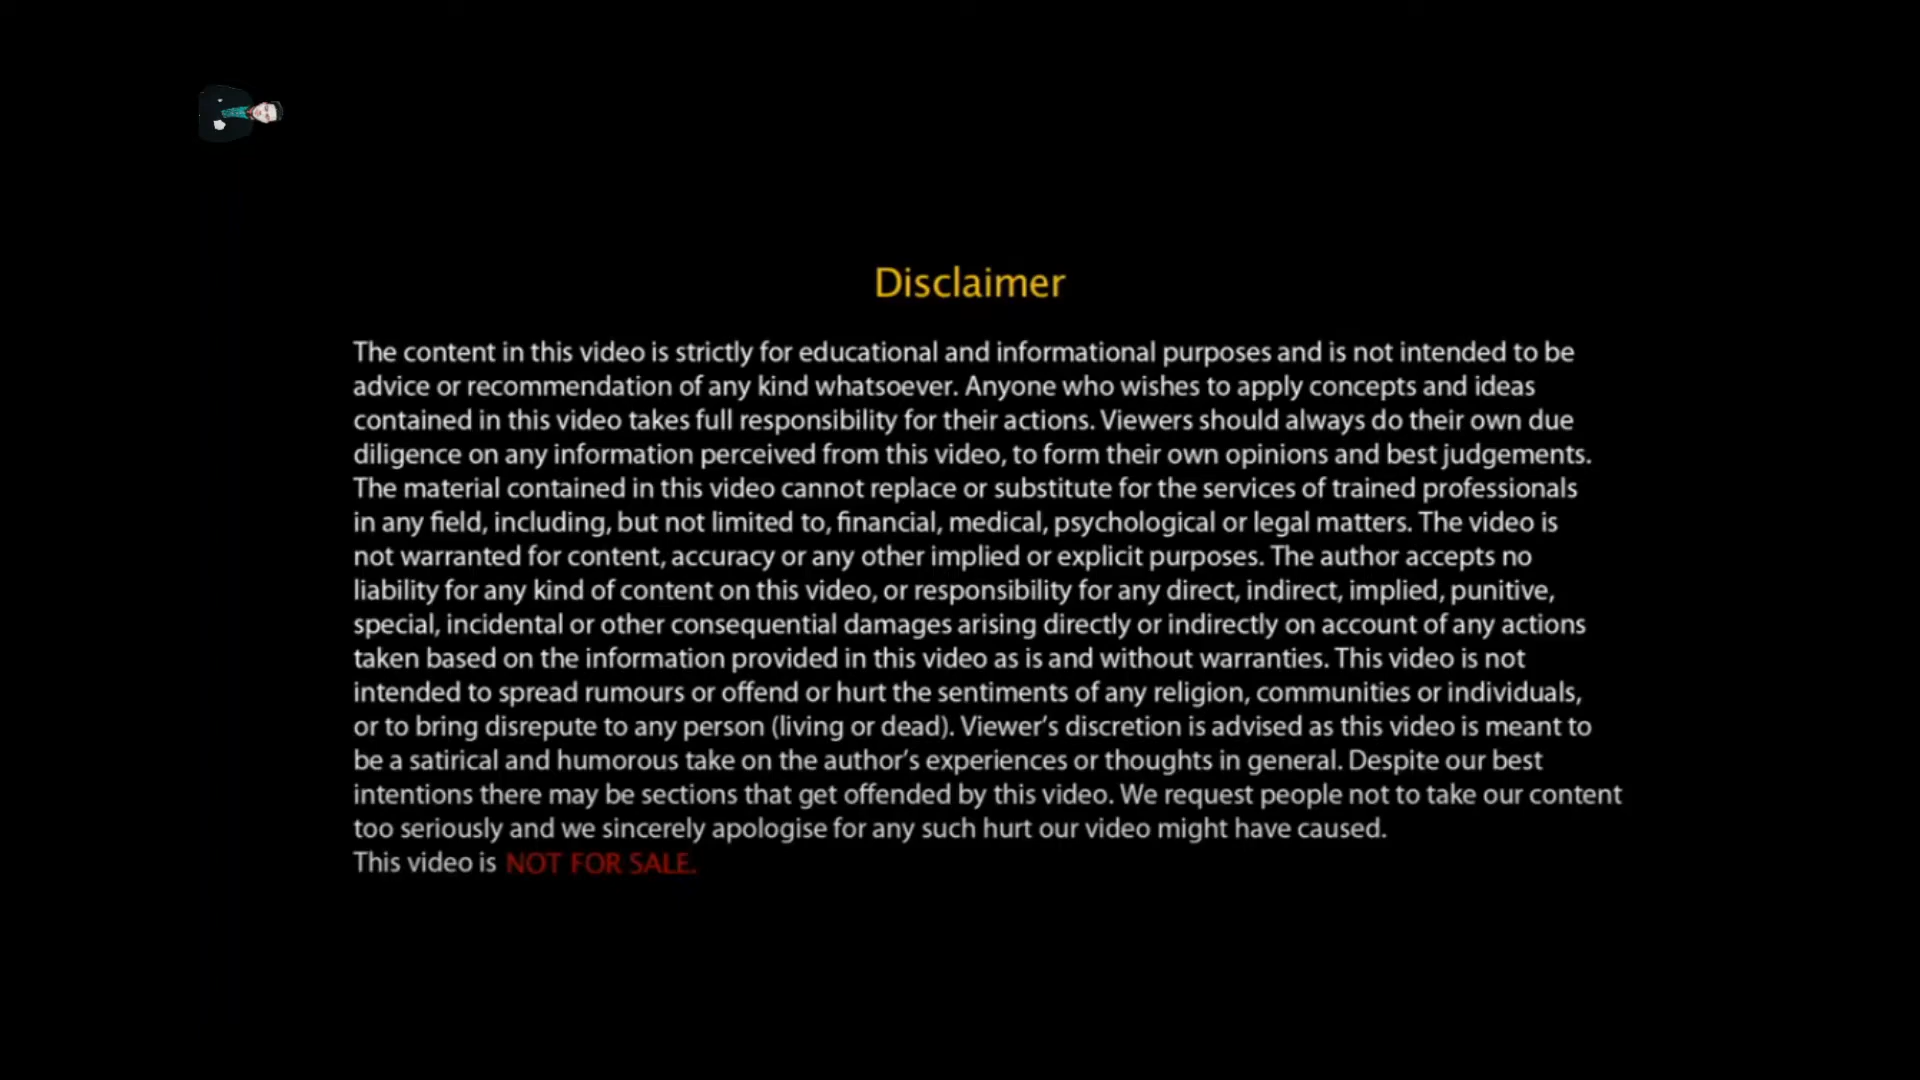 Disclaimer
The content in this video is strictly for educational and informational purposes and is not intended to be
advice or recommendation of any kind whatsoever. Anyone who wishes to apply concepts and ideas
contained in this video takes full responsibility for their actions. Viewers should always do their own due
diligence on any information perceived from this video, to form their own opinions and best judgements.
The material contained in this video cannot replace or substitute for the services of trained professionals
in any field, including, but not limited to, financial, medical, psychological or legal matters. The video is
not warranted for content, accuracy or any other implied or explicit purposes. The author accepts no
liability for any kind of content on this video, or responsibility for any direct, indirect, implied, punitive,
special, incidental or other consequential damages arising directly or indirectly on account of any actions
taken based on the information provided in this video as is and without warranties. This video is not
intended to spread rumours or offend or hurt the sentiments of any religion, communities or individuals,
or to bring disrepute to any person (living or dead). Viewer’s discretion is advised as this video is meant to
be a satirical and humorous take on the author’s experiences or thoughts in general. Despite our best
intentions there may be sections that get offended by this video. We request people not to take our content
too seriously and we sincerely apologise for any such hurt our video might have caused.
This video is NOT FOR SALE.